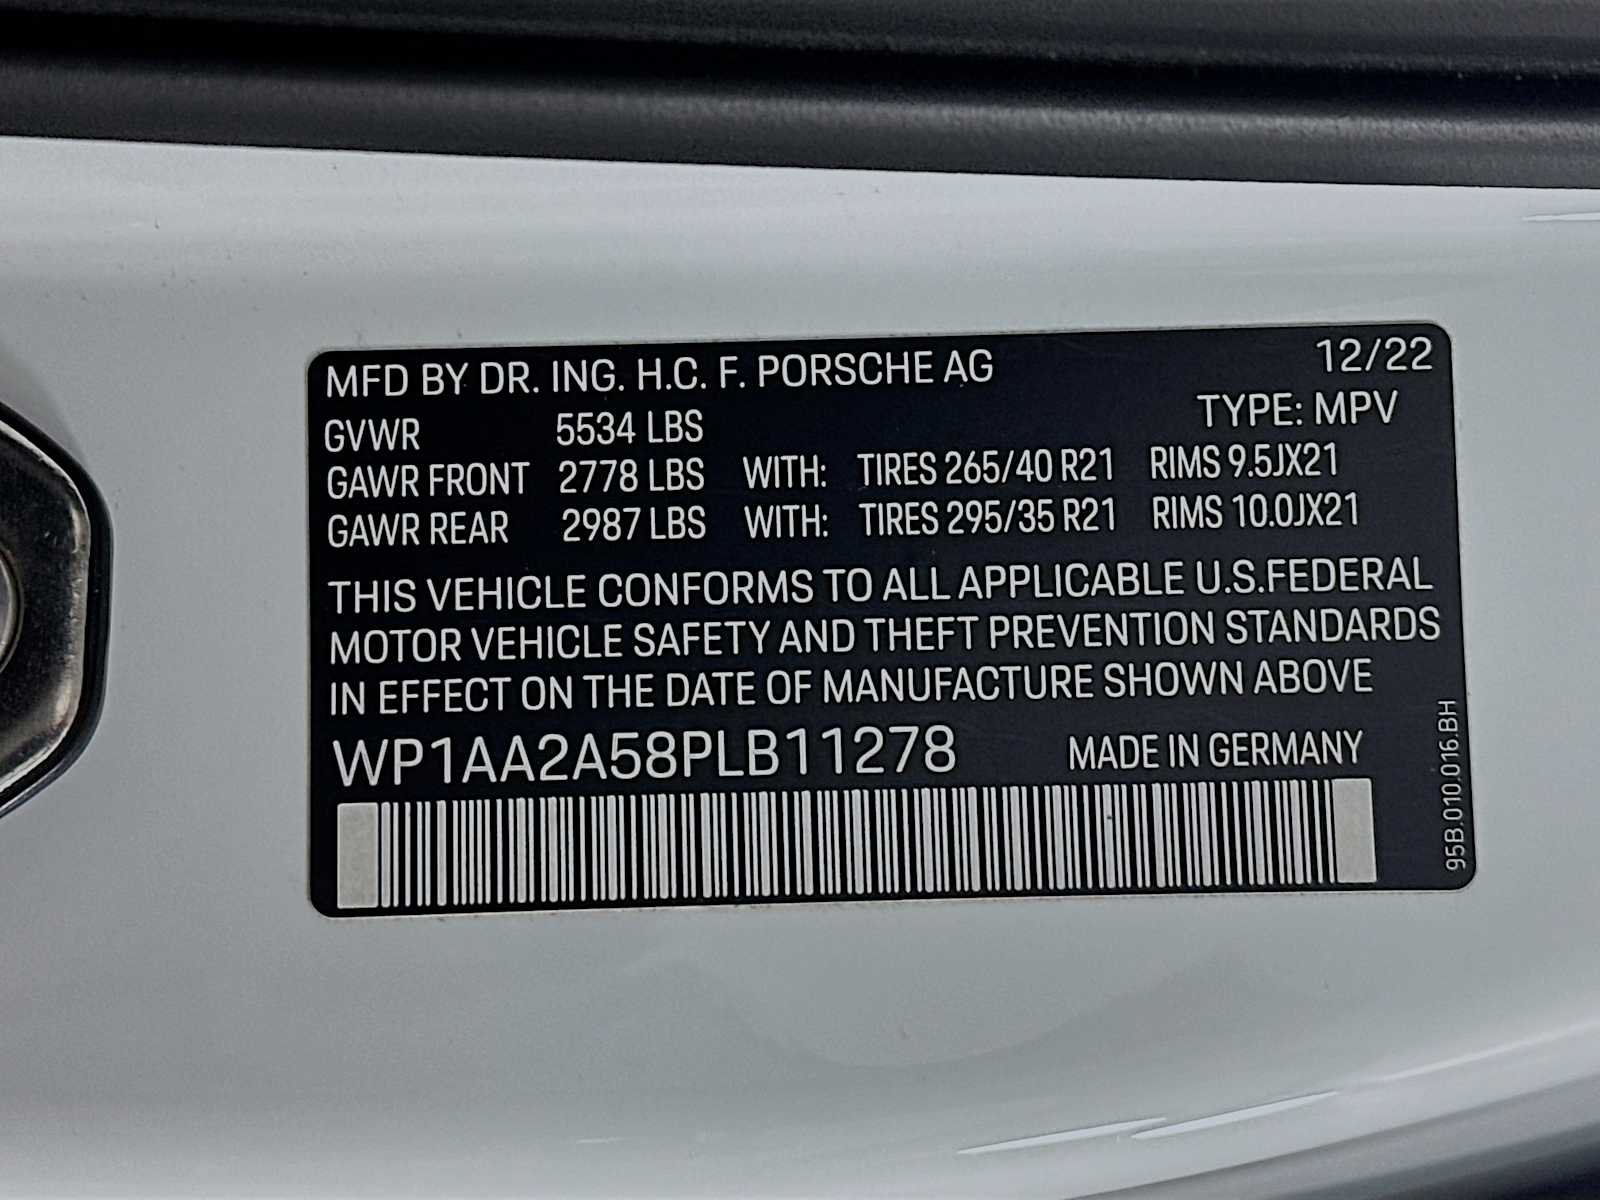 MFD BY DR. ING. H.C. F. PORSCHE AG 12/22
GVWR 5534 LBS TYPE: MPV
GAWR FRONT 2778 LBS WITH: TIRES 265/40 R21 RIMS 9.5JX21
GAWR REAR 2987 LBS WITH: TIRES 295/35 R21 RIMS 10.0JX21
THIS VEHICLE CONFORMS TO ALL APPLICABLE U.S.FEDERAL
MOTOR VEHICLE SAFETY AND THEFT PREVENTION STANDARDS
IN EFFECT ON THE DATE OF MANUFACTURE SHOWN ABOVE
WP1AA2A58PLB11278 MADE IN GERMANY
95B.010.016.BH